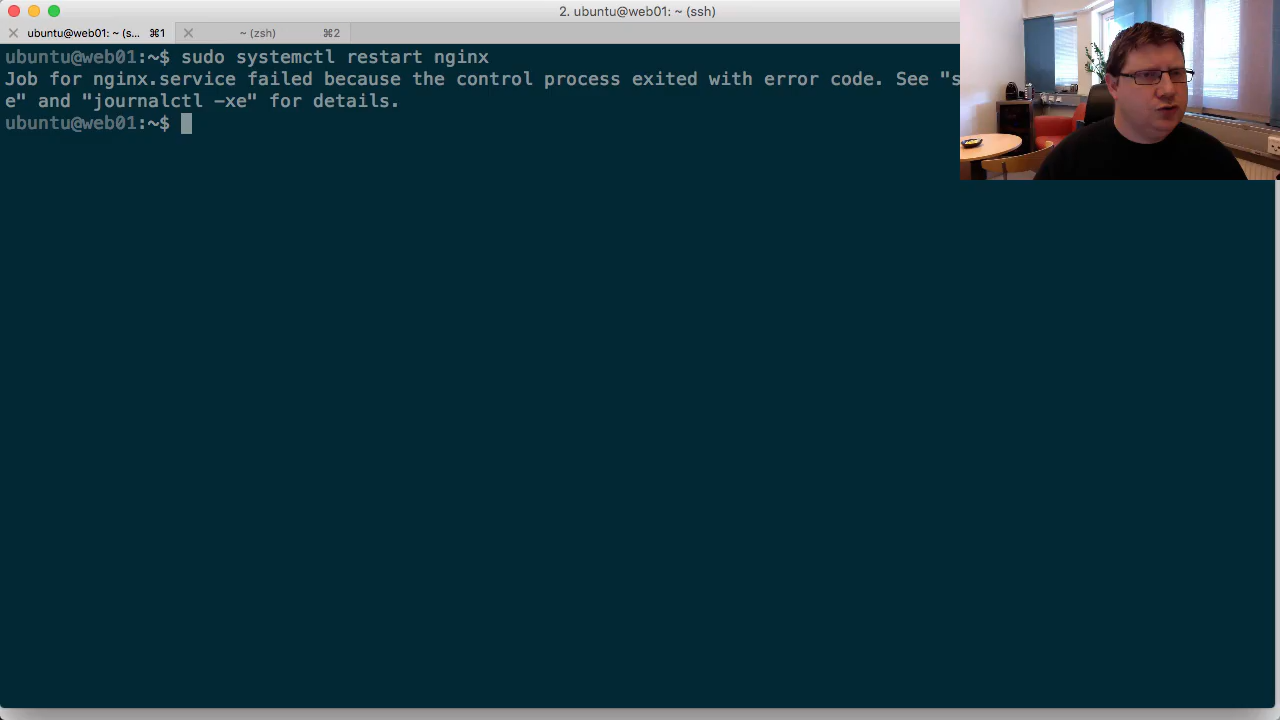 2. ubuntu@web01: ~ (ssh)
ubuntu@web01: ~ (s... ⌘1
~ (zsh) ⌘2
ubuntu@web01:~$ sudo systemctl restart nginx
Job for nginx.service failed because the control process exited with error code. See "s
e" and "journalctl -xe" for details.
ubuntu@web01:~$